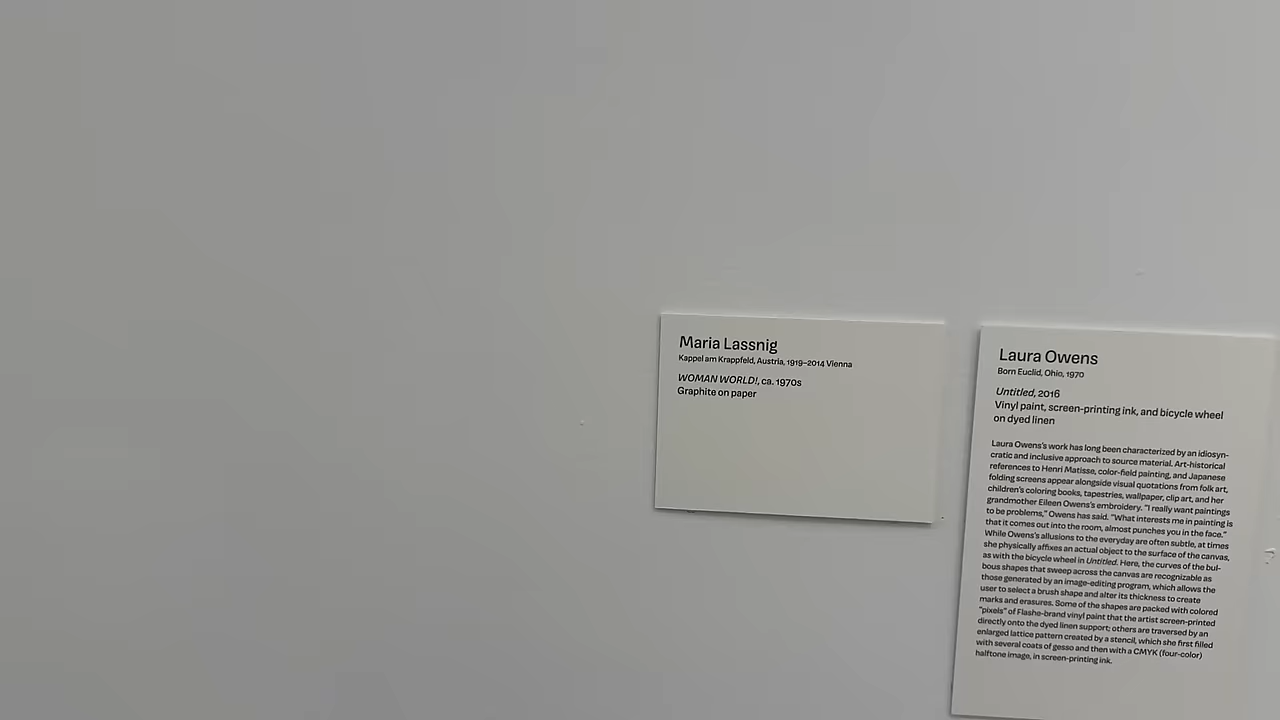 Maria Lassnig
Kappel am Krappfeld, Austria, 1919–2014 Vienna
WOMAN WORLD!, ca. 1970s
Graphite on paper
Laura Owens
Born Euclid, Ohio, 1970
Untitled, 2016
Vinyl paint, screen-printing ink, and bicycle wheel
on dyed linen
Laura Owens's work has long been characterized by an idiosyn-
cratic and inclusive approach to source material. Art-historical
references to Henri Matisse, color-field painting, and Japanese
folding screens appear alongside visual quotations from folk art,
children's coloring books, tapestries, wallpaper, clip art, and her
grandmother Eileen Owens's embroidery. "I really want paintings
to be problems," Owens has said. "What interests me in painting is
that it comes out into the room, almost punches you in the face."
While Owens's allusions to the everyday are often subtle, at times
she physically affixes an actual object to the surface of the canvas,
as with the bicycle wheel in Untitled. Here, the curves of the bul-
bous shapes that sweep across the canvas are recognizable as
those generated by an image-editing program, which allows the
user to select a brush shape and alter its thickness to create
marks and erasures. Some of the shapes are packed with colored
"pixels" of Flashe-brand vinyl paint that the artist screen-printed
directly onto the dyed linen support; others are traversed by an
enlarged lattice pattern created by a stencil, which she first filled
with several coats of gesso and then with a CMYK (four-color)
halftone image, in screen-printing ink.